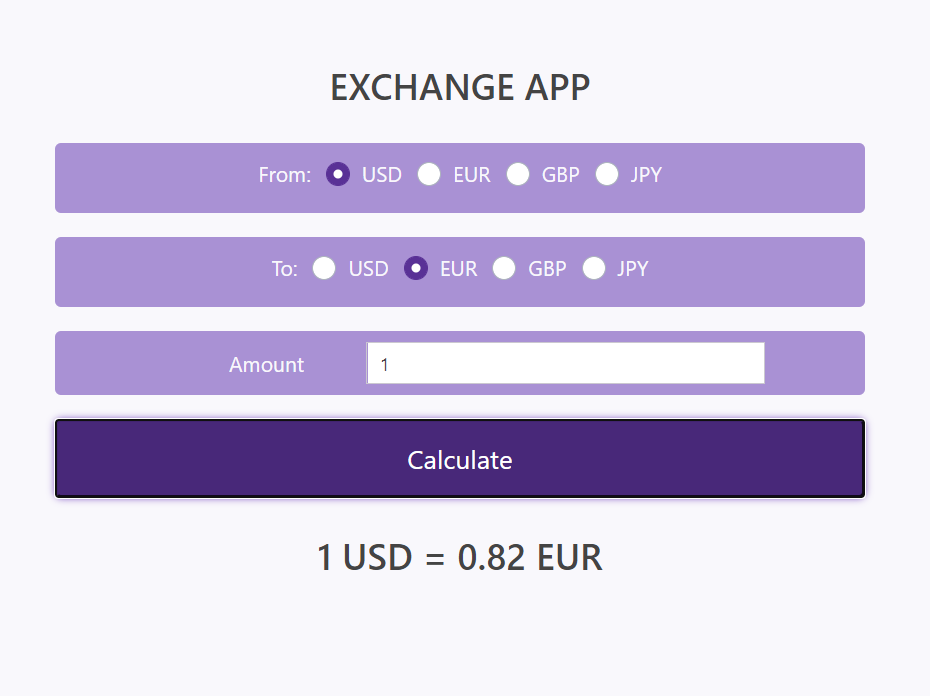 EXCHANGE APP
From: USD EUR GBP JPY
To: USD EUR GBP JPY
Amount 1
Calculate
1 USD = 0.82 EUR